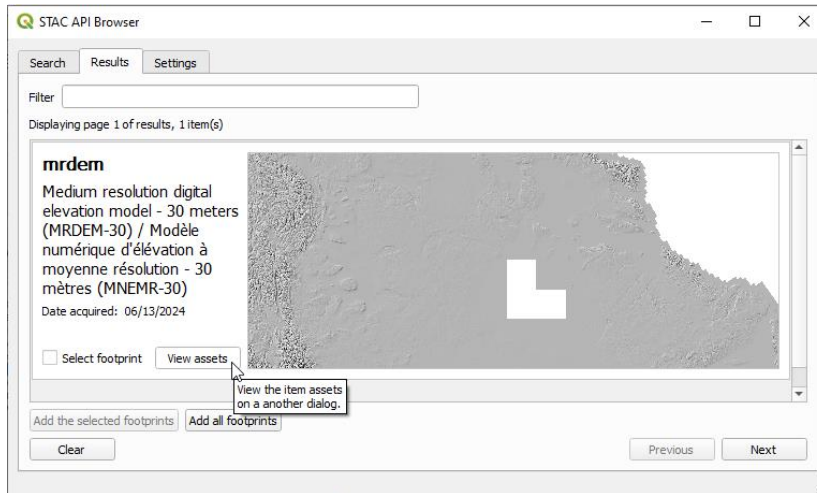 STAC API Browser
Search Results Settings
Filter
Displaying page 1 of results, 1 item(s)
mrdem
Medium resolution digital
elevation model - 30 meters
(MRDEM-30) / Modèle
numérique d'élévation à
moyenne résolution - 30
mètres (MNEMR-30)
Date acquired: 06/13/2024
Select footprint View assets
View the item assets
on a another dialog.
Add the selected footprints Add all footprints
Clear Previous Next